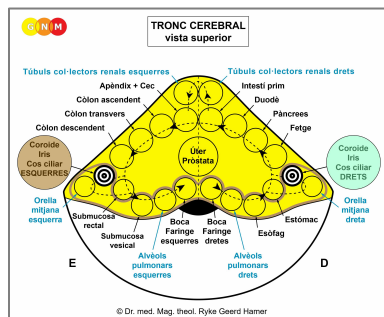 G N M
TRONC CEREBRAL
vista superior
Túbuls col·lectors renals esquerres
Túbuls col·lectors renals drets
Apèndix + Cec
Intestí prim
Còlon ascendent
Duodè
Còlon transvers
Pàncrees
Còlon descendent
Fetge
Coroide
Iris
Cos ciliar
ESQUERRES
Úter
Pròstata
Coroide
Iris
Cos ciliar
DRETS
Orella
mitjana
esquerra
Submucosa
rectal
Submucosa
vesical
Boca
Faringe
esquerres
Boca
Faringe
dretes
Esòfag
Estómac
Orella
mitjana
dreta
Alvèols
pulmonars
esquerres
Alvèols
pulmonars
drets
E
D
© Dr. med. Mag. theol. Ryke Geerd Hamer